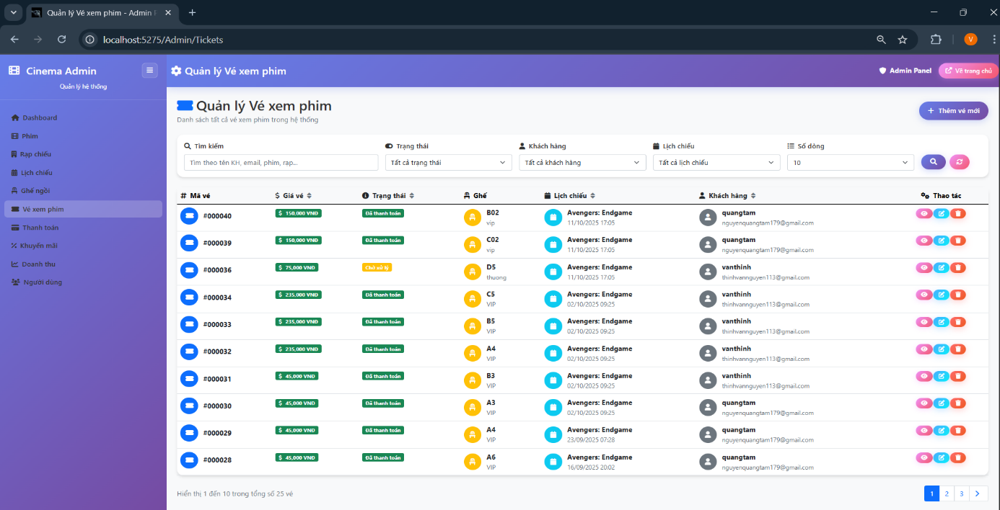 Quản lý Vé xem phim - Admin
localhost:5275/Admin/Tickets
V
Cinema Admin
Quản lý hệ thống
Dashboard
Phim
Rạp chiếu
Lịch chiếu
Ghế ngồi
Vé xem phim
Thanh toán
Khuyến mãi
Doanh thu
Người dùng
Quản lý Vé xem phim
Admin Panel
Về trang chủ
Quản lý Vé xem phim
Danh sách tất cả vé xem phim trong hệ thống
+ Thêm vé mới
Tìm kiếm Trạng thái Khách hàng Lịch chiếu Số dòng
Tìm theo tên KH, email, phim, rạp... Tất cả trạng thái Tất cả khách hàng Tất cả lịch chiếu 10
# Mã vé $ Giá vé Trạng thái Ghế Lịch chiếu Khách hàng Thao tác
#000040 $ 150,000 VNĐ Đã thanh toán B02 Avengers: Endgame quangtam
vip 11/10/2025 17:05 nguyenquangtam179@gmail.com
#000039 $ 150,000 VNĐ Đã thanh toán C02 Avengers: Endgame quangtam
vip 11/10/2025 17:05 nguyenquangtam179@gmail.com
#000036 $ 75,000 VNĐ Chờ xử lý D5 Avengers: Endgame vanthinh
thuong 11/10/2025 17:05 thinhvannguyen113@gmail.com
#000034 $ 235,000 VNĐ Đã thanh toán C5 Avengers: Endgame vanthinh
VIP 02/10/2025 09:25 thinhvannguyen113@gmail.com
#000033 $ 235,000 VNĐ Đã thanh toán B5 Avengers: Endgame vanthinh
VIP 02/10/2025 09:25 thinhvannguyen113@gmail.com
#000032 $ 235,000 VNĐ Đã thanh toán A4 Avengers: Endgame vanthinh
VIP 02/10/2025 09:25 thinhvannguyen113@gmail.com
#000031 $ 45,000 VNĐ Đã thanh toán B3 Avengers: Endgame vanthinh
VIP 02/10/2025 09:25 thinhvannguyen113@gmail.com
#000030 $ 45,000 VNĐ Đã thanh toán A3 Avengers: Endgame quangtam
VIP 02/10/2025 09:25 nguyenquangtam179@gmail.com
#000029 $ 45,000 VNĐ Đã thanh toán A4 Avengers: Endgame quangtam
VIP 23/09/2025 07:28 nguyenquangtam179@gmail.com
#000028 $ 45,000 VNĐ Đã thanh toán A6 Avengers: Endgame quangtam
VIP 16/09/2025 20:02 nguyenquangtam179@gmail.com
Hiển thị 1 đến 10 trong tổng số 25 vé
1 2 3